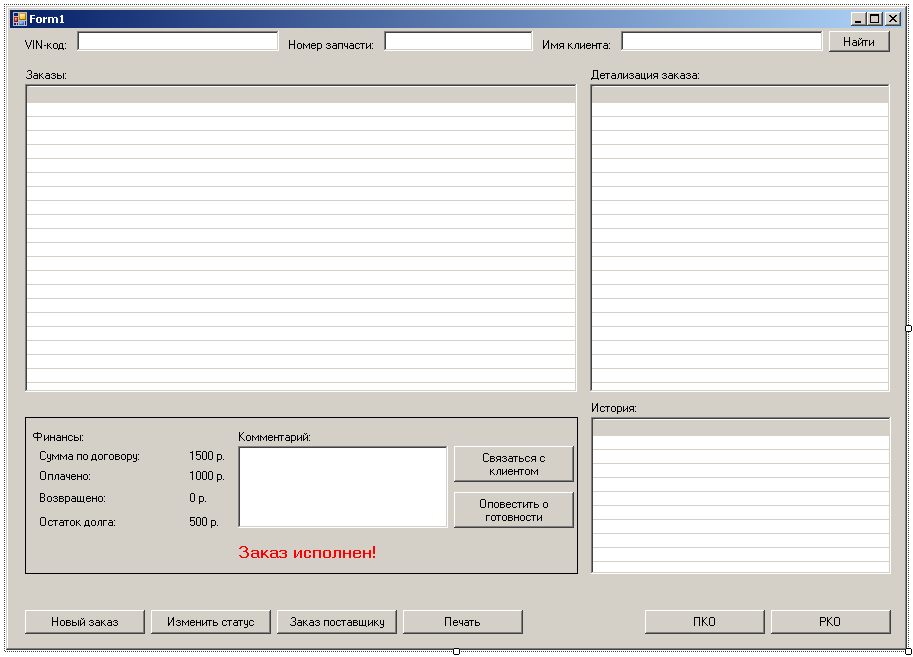 Form1
VIN-код:
Номер запчасти:
Имя клиента:
Найти
Заказы:
Детализация заказа:
История:
Финансы:
Комментарий:
Сумма по договору:
1500 р.
Оплачено:
1000 р.
Возвращено:
0 р.
Остаток долга:
500 р.
Связаться с
клиентом
Оповестить о
готовности
Заказ исполнен!
Новый заказ
Изменить статус
Заказ поставщику
Печать
ПКО
РКО